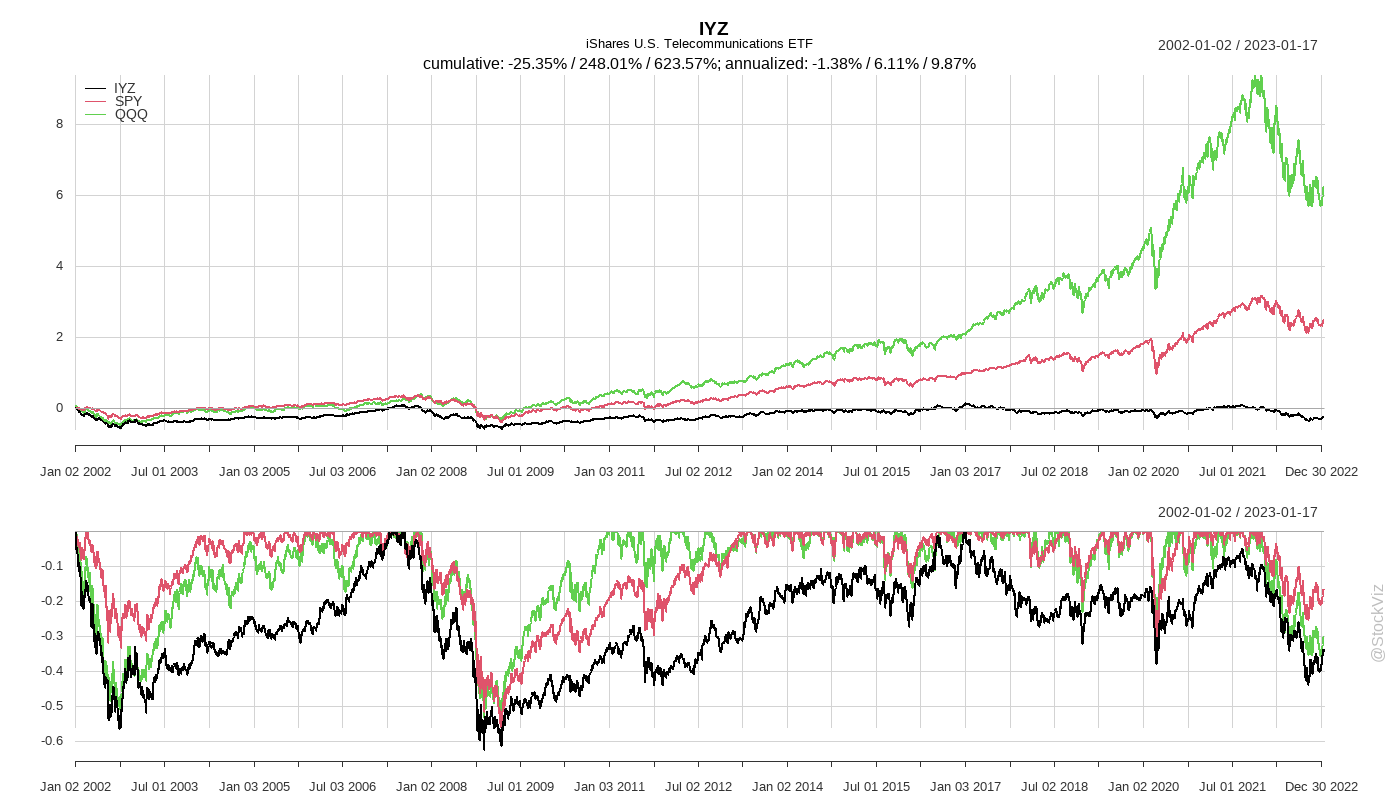 IYZ
iShares U.S. Telecommunications ETF
2002-01-02 / 2023-01-17
cumulative: -25.35% / 248.01% / 623.57%; annualized: -1.38% / 6.11% / 9.87%
IYZ
SPY
QQQ
8
6
4
2
0
Jan 02 2002 Jul 01 2003 Jan 03 2005 Jul 03 2006 Jan 02 2008 Jul 01 2009 Jan 03 2011 Jul 02 2012 Jan 02 2014 Jul 01 2015 Jan 03 2017 Jul 02 2018 Jan 02 2020 Jul 01 2021 Dec 30 2022
2002-01-02 / 2023-01-17
-0.1
-0.2
-0.3
-0.4
-0.5
-0.6
Jan 02 2002 Jul 01 2003 Jan 03 2005 Jul 03 2006 Jan 02 2008 Jul 01 2009 Jan 03 2011 Jul 02 2012 Jan 02 2014 Jul 01 2015 Jan 03 2017 Jul 02 2018 Jan 02 2020 Jul 01 2021 Dec 30 2022
@StockViz